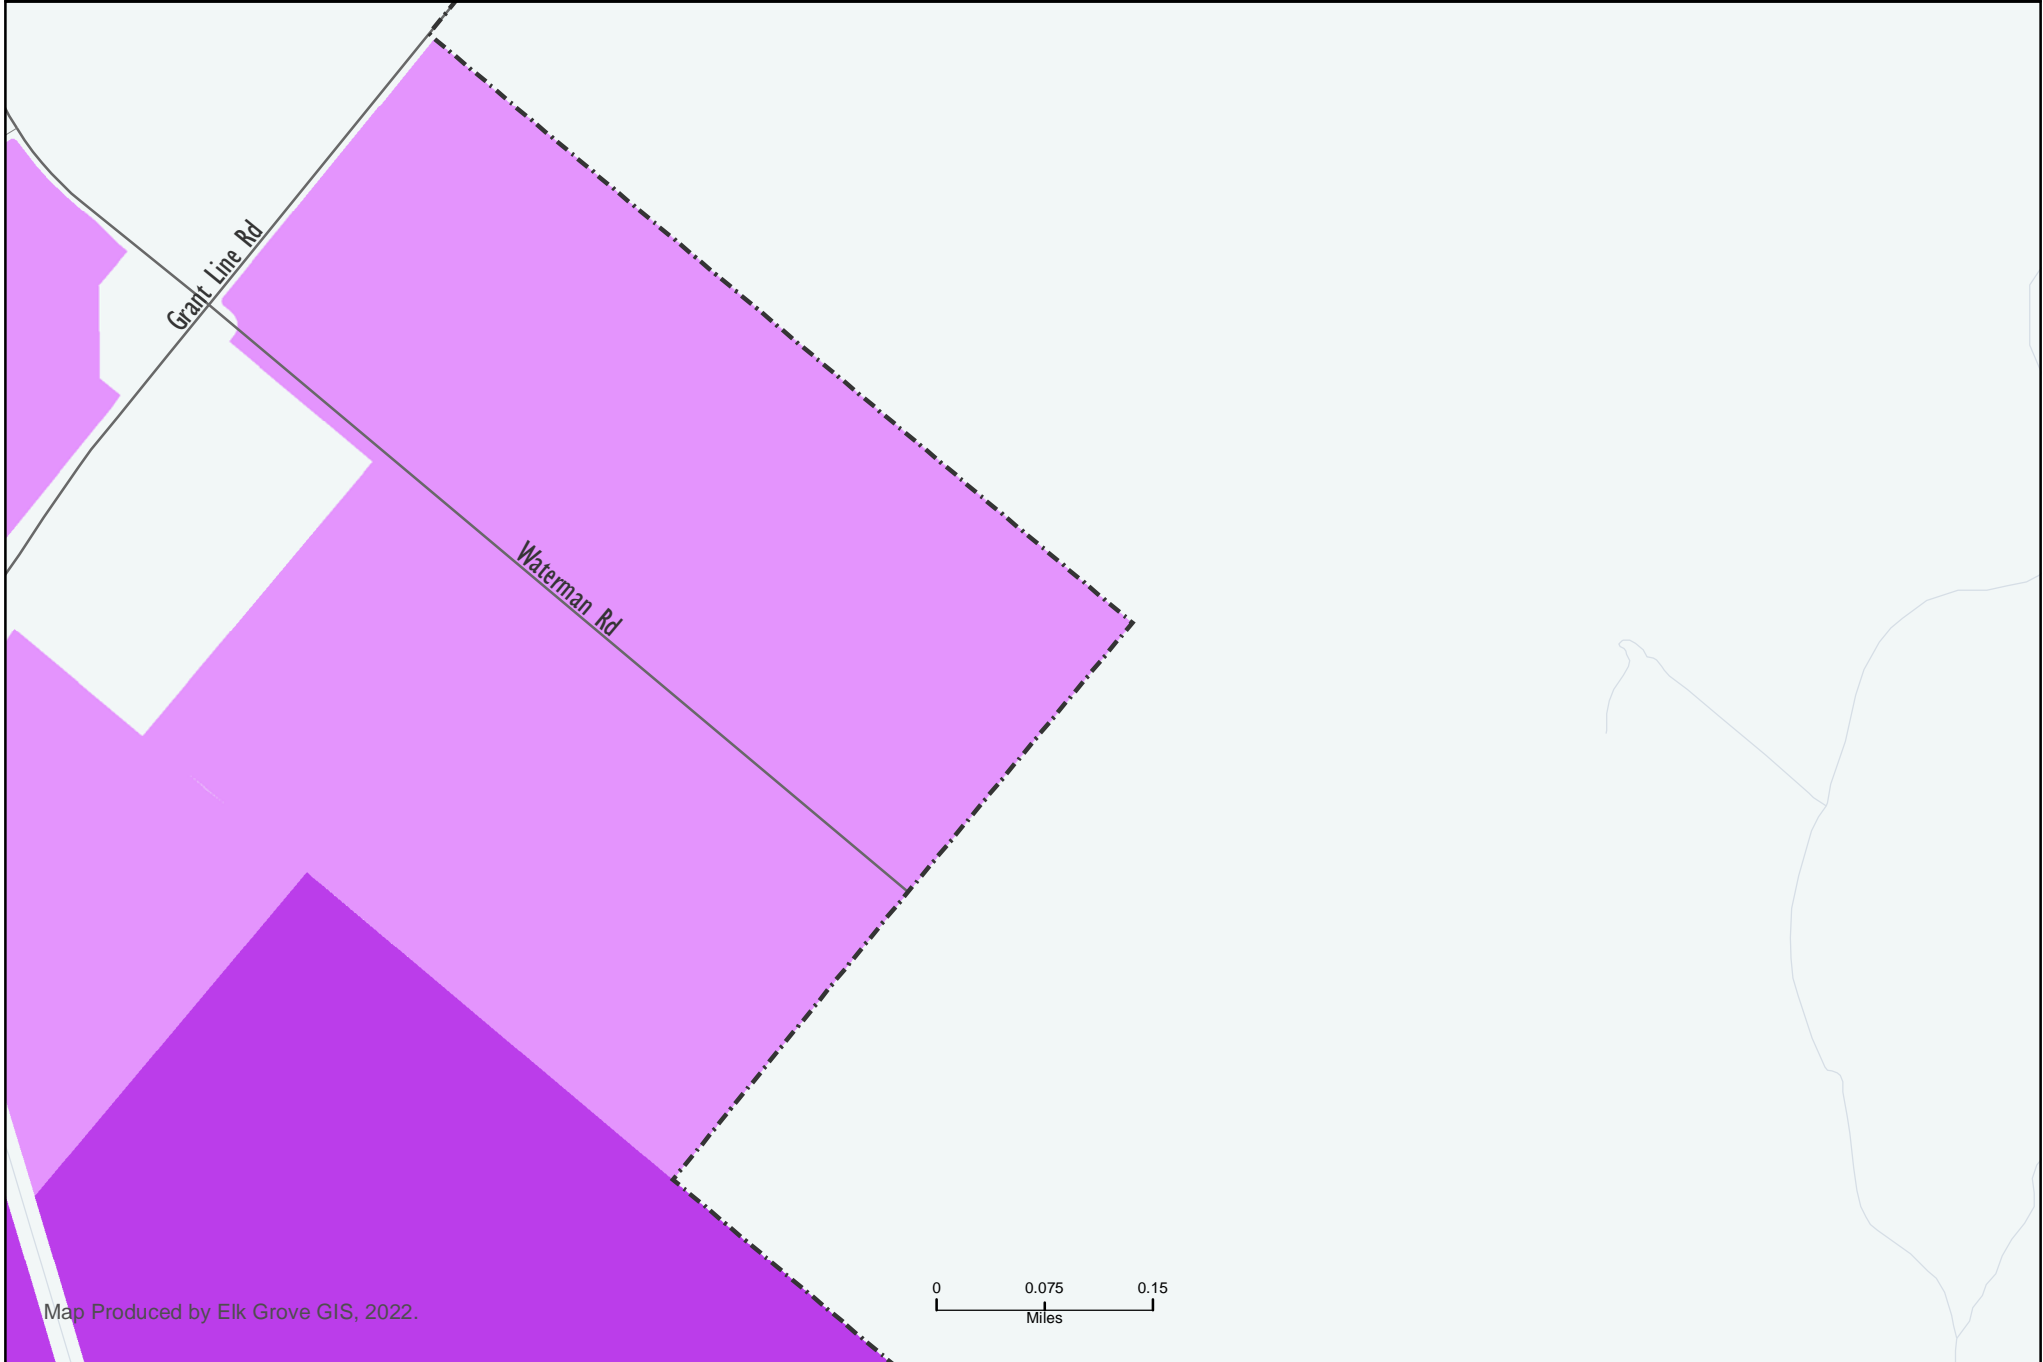 Grant Line Rd
Waterman Rd
0 0.075 0.15
Miles
Map Produced by Elk Grove GIS, 2022.